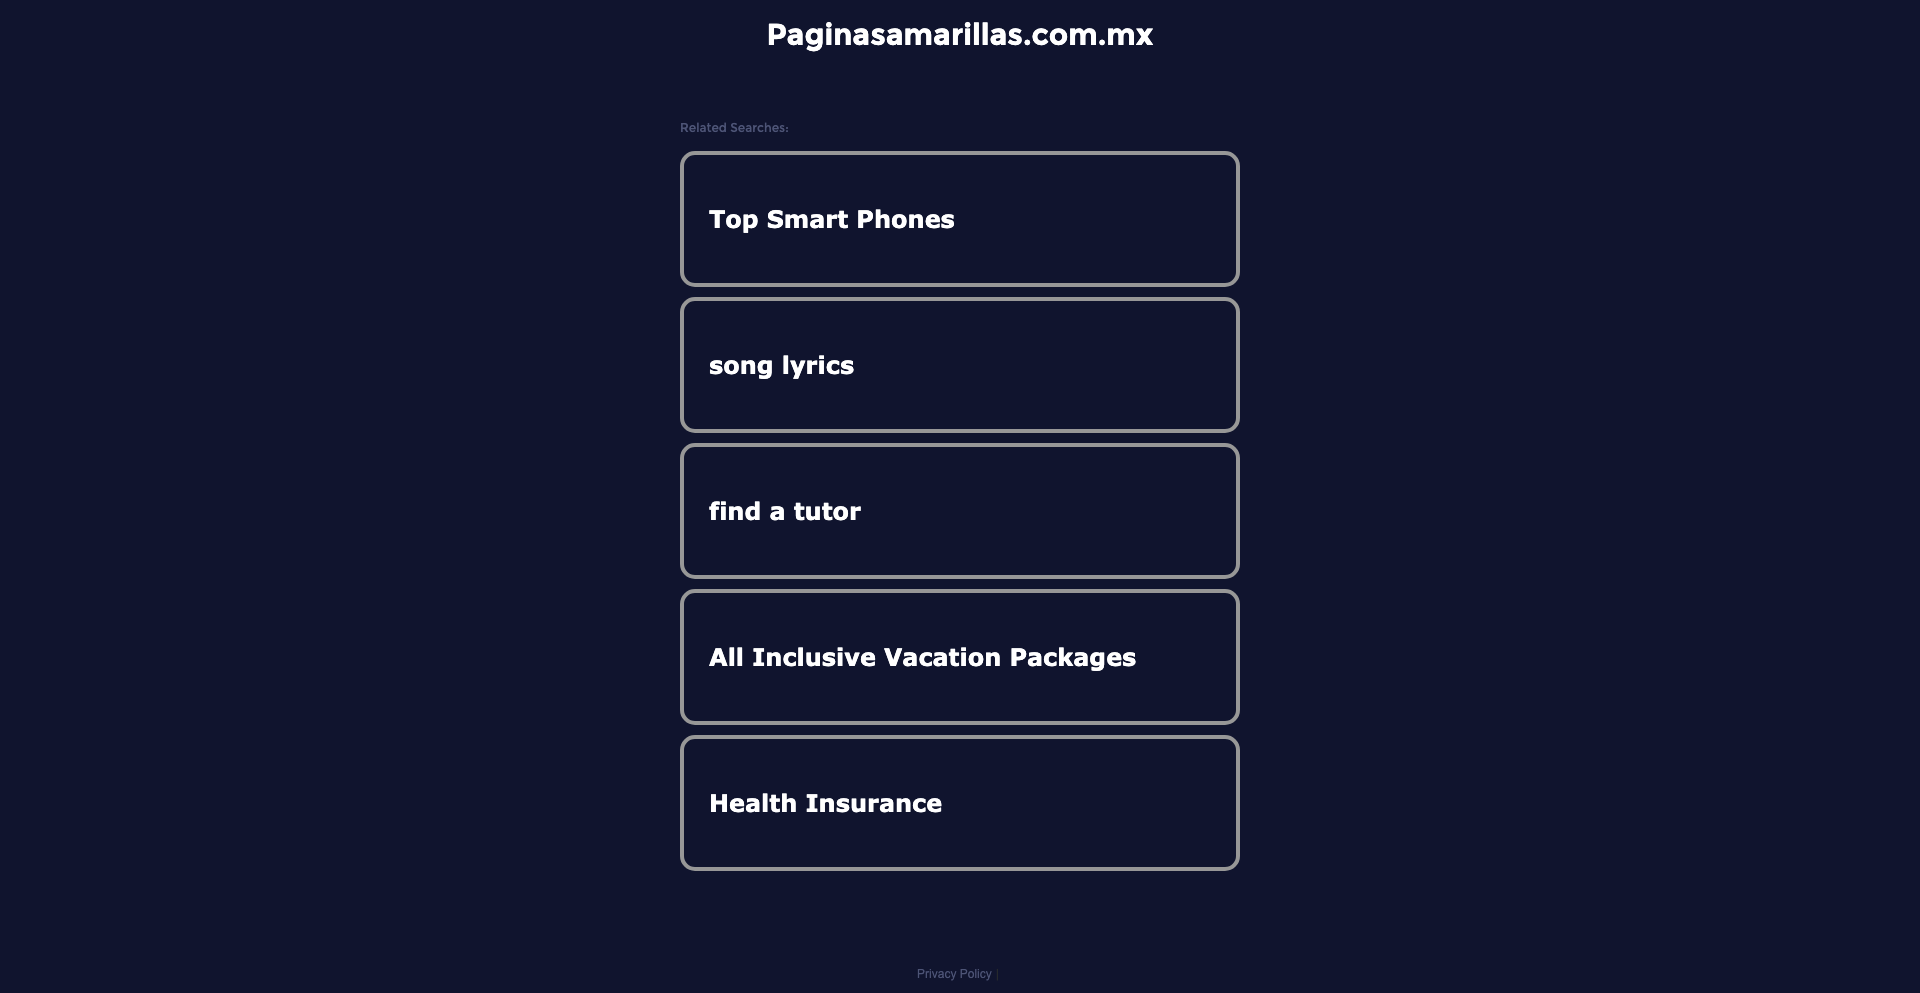 Paginasamarillas.com.mx
Related Searches:
Top Smart Phones
song lyrics
find a tutor
All Inclusive Vacation Packages
Health Insurance
Privacy Policy |